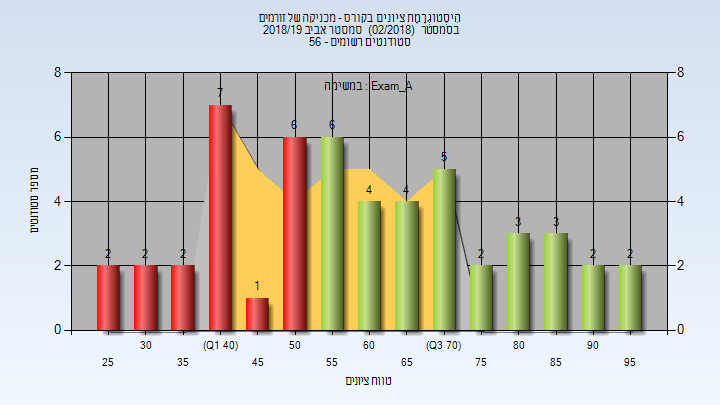 היסטוגרמת ציונים בקורס - מכניקה של זורמים
בסמסטר (02/2018) סמסטר אביב 2018/19
סטודנטים רשומים - 56
במשימה : Exam_A
מספר סטודנטים
8 8
6 6
4 4
2 2
0 0
2 2 2 7 1 6 6 4 4 5 2 3 3 2 2
30 (Q1 40) 50 60 (Q3 70) 80 90
25 35 45 55 65 75 85 95
טווח ציונים